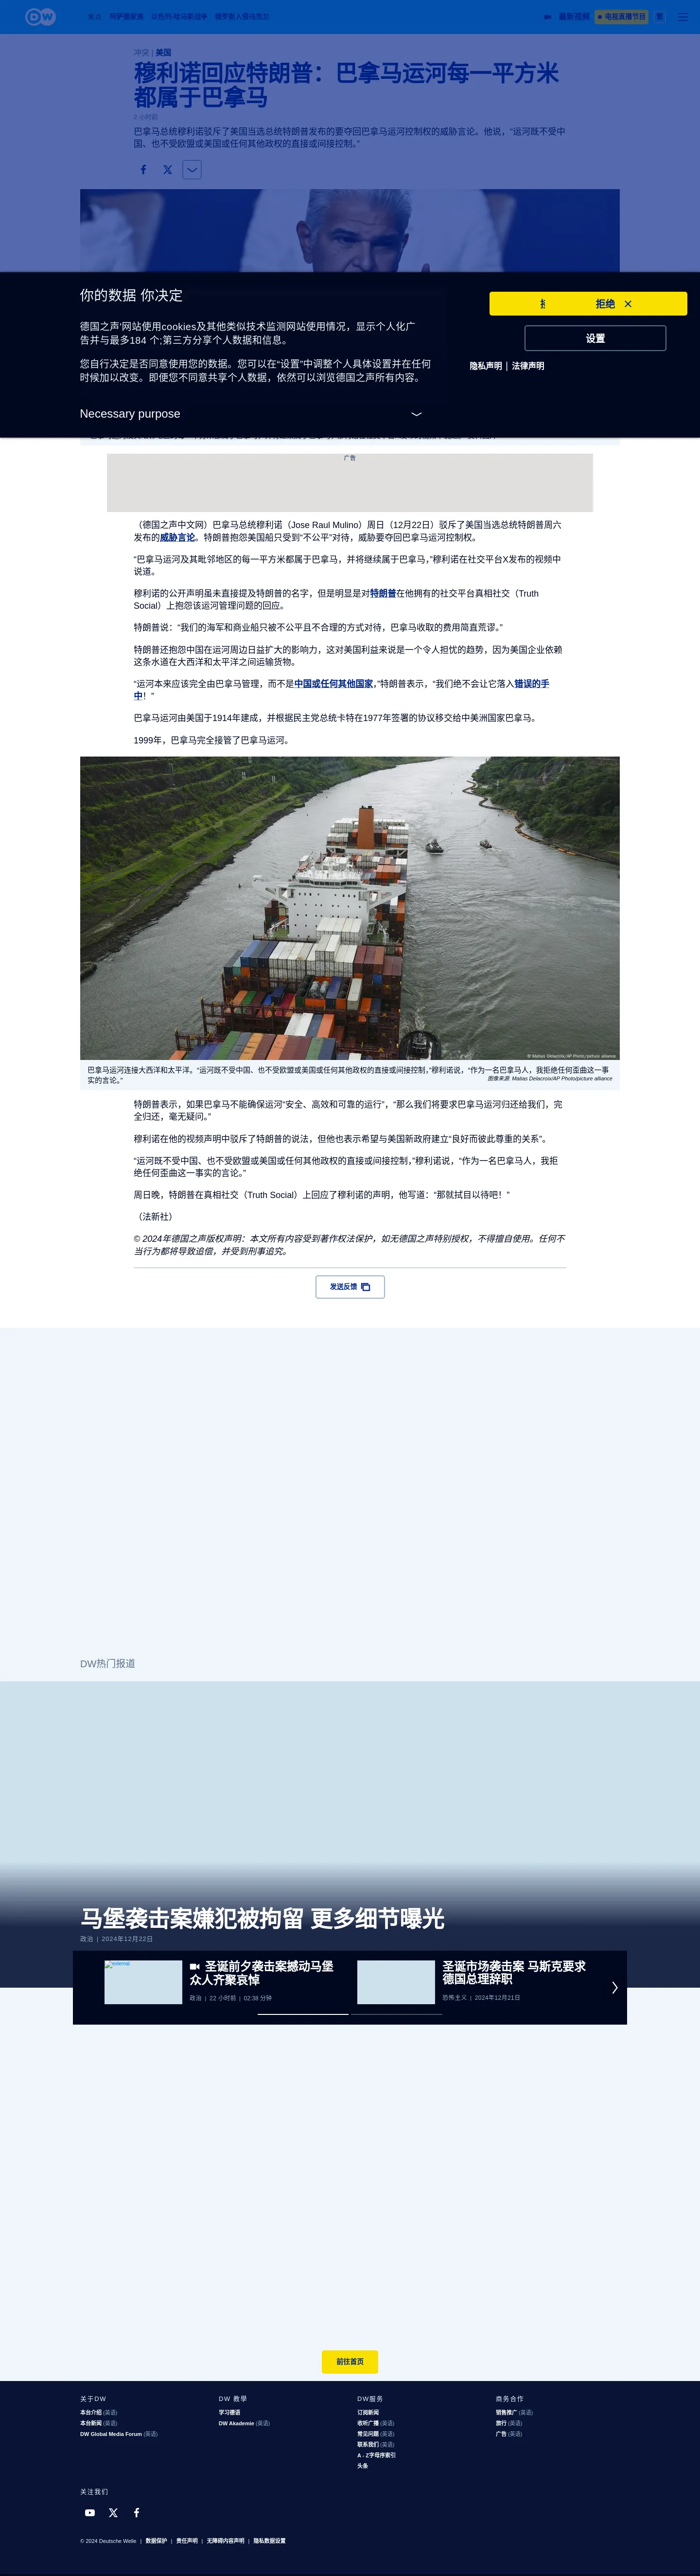 DW
焦点 阿萨德家族 以色列-哈马斯战争 俄罗斯入侵乌克兰
最新视频 电视直播节目 繁
冲突 | 美国
穆利诺回应特朗普：巴拿马运河每一平方米
都属于巴拿马
2 小时前
巴拿马总统穆利诺驳斥了美国当选总统特朗普发布的要夺回巴拿马运河控制权的威胁言论。他说，“运河既不受中
国、也不受欧盟或美国或任何其他政权的直接或间接控制。”
你的数据 你决定
德国之声'网站使用cookies及其他类似技术监测网站使用情况，显示个人化广
告并与最多184 个;第三方分享个人数据和信息。
您自行决定是否同意使用您的数据。您可以在“设置”中调整个人具体设置并在任何
时候加以改变。即便您不同意共享个人数据，依然可以浏览德国之声所有内容。
Necessary purpose
拒绝
设置
隐私声明 | 法律声明
广告
（德国之声中文网）巴拿马总统穆利诺（Jose Raul Mulino）周日（12月22日）驳斥了美国当选总统特朗普周六
发布的威胁言论。特朗普抱怨美国船只受到“不公平”对待，威胁要夺回巴拿马运河控制权。
“巴拿马运河及其毗邻地区的每一平方米都属于巴拿马，并将继续属于巴拿马，”穆利诺在社交平台X发布的视频中
说道。
穆利诺的公开声明虽未直接提及特朗普的名字，但是明显是对特朗普在他拥有的社交平台真相社交（Truth
Social）上抱怨该运河管理问题的回应。
特朗普说：“我们的海军和商业船只被不公平且不合理的方式对待，巴拿马收取的费用简直荒谬。”
特朗普还抱怨中国在运河周边日益扩大的影响力，这对美国利益来说是一个令人担忧的趋势，因为美国企业依赖
这条水道在大西洋和太平洋之间运输货物。
“运河本来应该完全由巴拿马管理，而不是中国或任何其他国家，”特朗普表示，“我们绝不会让它落入错误的手
中！”
巴拿马运河由美国于1914年建成，并根据民主党总统卡特在1977年签署的协议移交给中美洲国家巴拿马。
1999年，巴拿马完全接管了巴拿马运河。
© Matias Delacroix/AP Photo/picture alliance
巴拿马运河连接大西洋和太平洋。“运河既不受中国、也不受欧盟或美国或任何其他政权的直接或间接控制，”穆利诺说，“作为一名巴拿马人，我拒绝任何歪曲这一事
实的言论。”
图像来源: Matias Delacroix/AP Photo/picture alliance
特朗普表示，如果巴拿马不能确保运河“安全、高效和可靠的运行”，“那么我们将要求巴拿马运河归还给我们，完
全归还，毫无疑问。”
穆利诺在他的视频声明中驳斥了特朗普的说法，但他也表示希望与美国新政府建立“良好而彼此尊重的关系”。
“运河既不受中国、也不受欧盟或美国或任何其他政权的直接或间接控制，”穆利诺说，“作为一名巴拿马人，我拒
绝任何歪曲这一事实的言论。”
周日晚，特朗普在真相社交（Truth Social）上回应了穆利诺的声明，他写道：“那就拭目以待吧！”
（法新社）
© 2024年德国之声版权声明：本文所有内容受到著作权法保护，如无德国之声特别授权，不得擅自使用。任何不
当行为都将导致追偿，并受到刑事追究。
发送反馈
DW热门报道
马堡袭击案嫌犯被拘留 更多细节曝光
政治 | 2024年12月22日
external
圣诞前夕袭击案撼动马堡
众人齐聚哀悼
政治 | 22 小时前 | 02:38 分钟
圣诞市场袭击案 马斯克要求
德国总理辞职
恐怖主义 | 2024年12月21日
前往首页
关于DW
本台介绍 (英语)
本台新闻 (英语)
DW Global Media Forum (英语)
DW 教學
学习德语
DW Akademie (英语)
DW服务
订阅新闻
收听广播 (英语)
常见问题 (英语)
联系我们 (英语)
A - Z字母序索引
头条
商务合作
销售推广 (英语)
旅行 (英语)
广告 (英语)
关注我们
© 2024 Deutsche Welle | 数据保护 | 责任声明 | 无障碍内容声明 | 隐私数据设置